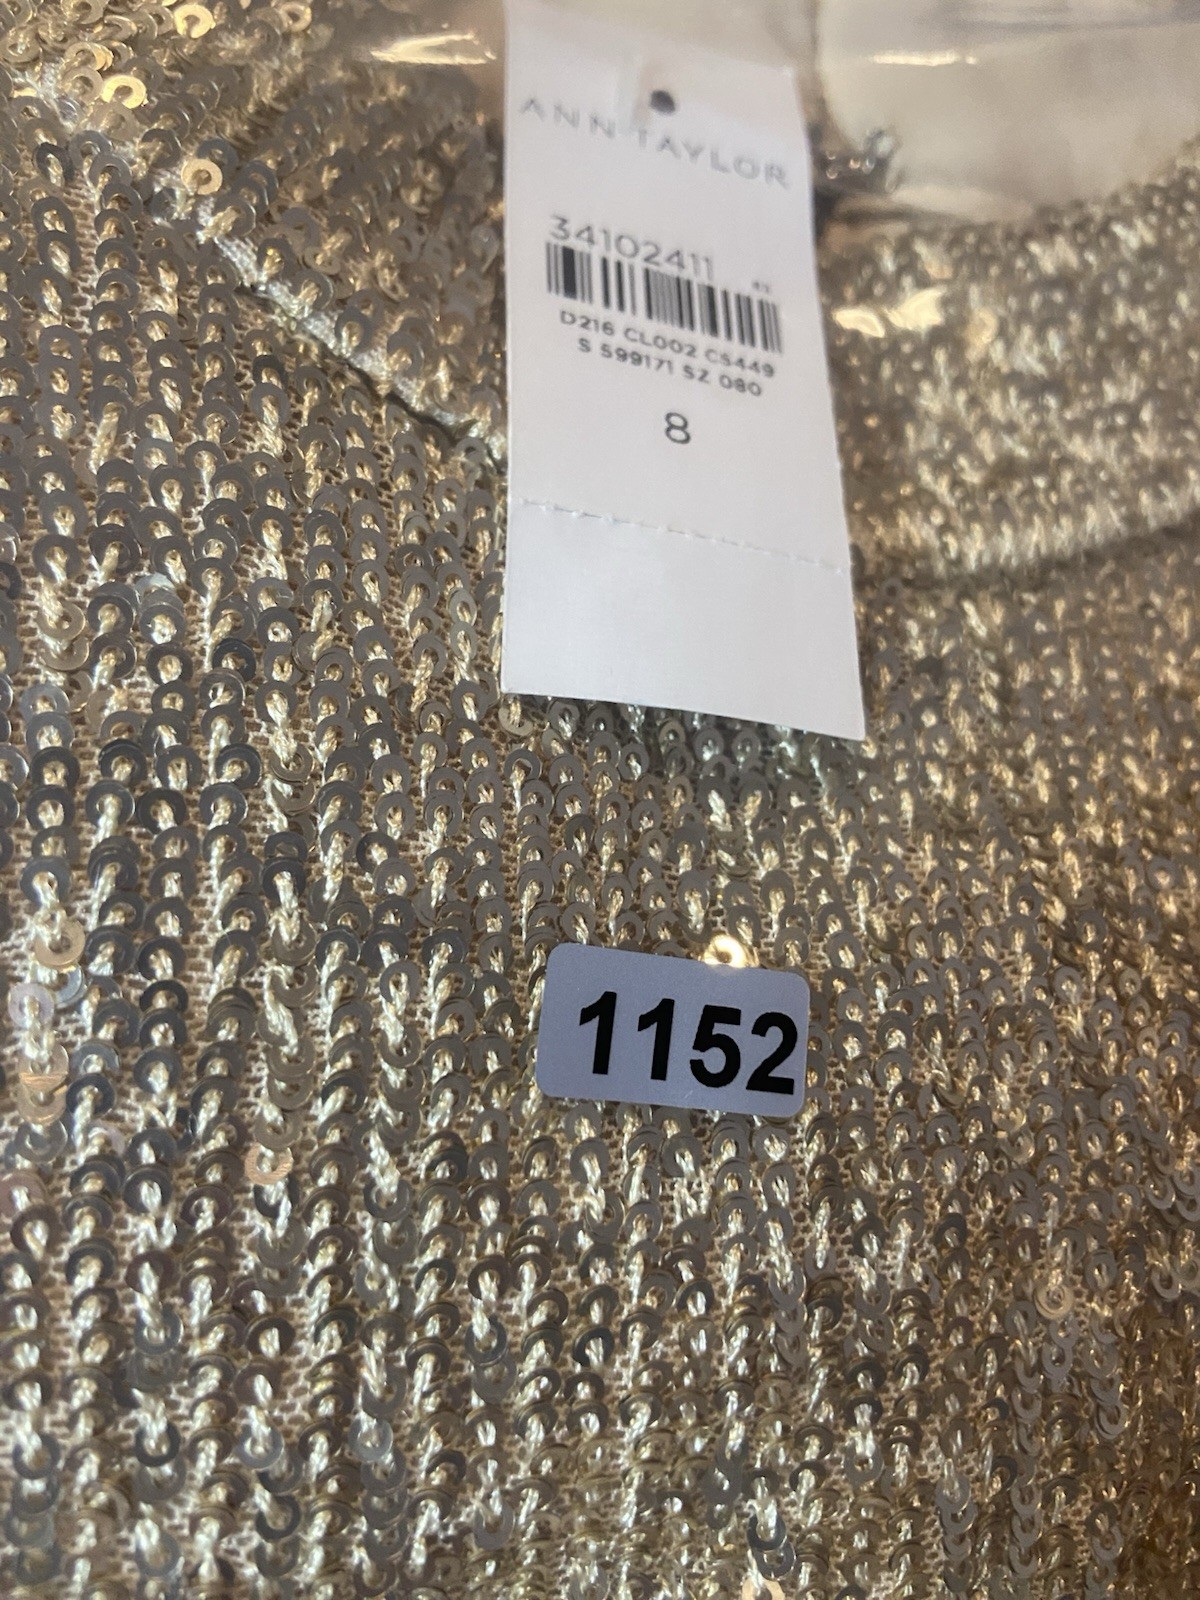 ANN TAYLOR
34102411
D216 CL002 CS449
S 599171 SZ 080
8
1152